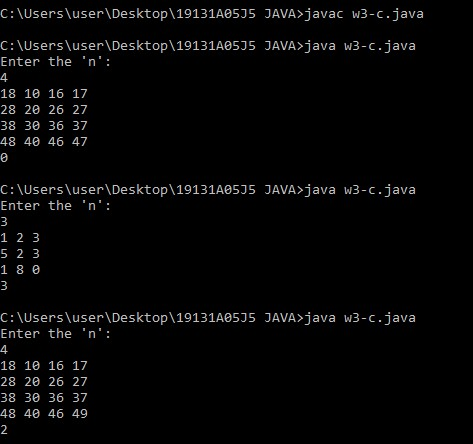 C:\Users\user\Desktop\19131A05J5 JAVA>javac w3-c.java
C:\Users\user\Desktop\19131A05J5 JAVA>java w3-c.java
Enter the 'n':
4
18 10 16 17
28 20 26 27
38 30 36 37
48 40 46 47
0
C:\Users\user\Desktop\19131A05J5 JAVA>java w3-c.java
Enter the 'n':
3
1 2 3
5 2 3
1 8 0
3
C:\Users\user\Desktop\19131A05J5 JAVA>java w3-c.java
Enter the 'n':
4
18 10 16 17
28 20 26 27
38 30 36 37
48 40 46 49
2